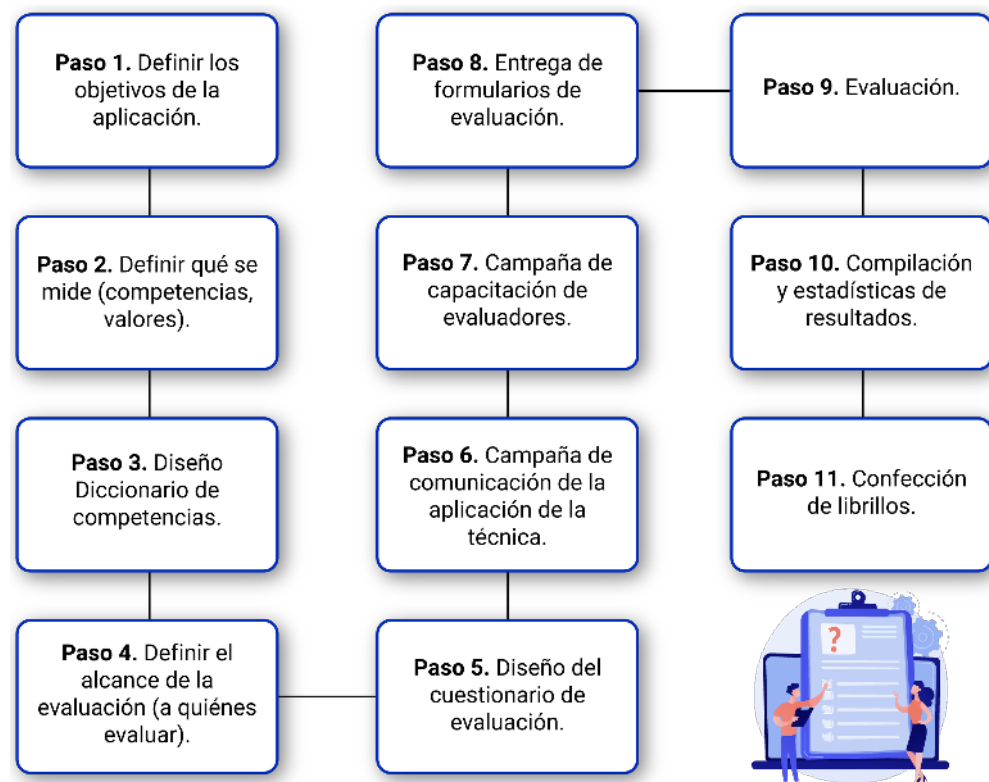 Paso 1. Definir los
objetivos de la
aplicación.
Paso 2. Definir qué se
mide (competencias,
valores).
Paso 3. Diseño
Diccionario de
competencias.
Paso 4. Definir el
alcance de la
evaluación (a quiénes
evaluar).
Paso 5. Diseño del
cuestionario de
evaluación.
Paso 6. Campaña de
comunicación de la
aplicación de la
técnica.
Paso 7. Campaña de
capacitación de
evaluadores.
Paso 8. Entrega de
formularios de
evaluación.
Paso 9. Evaluación.
Paso 10. Compilación
y estadísticas de
resultados.
Paso 11. Confección
de librillos.
?